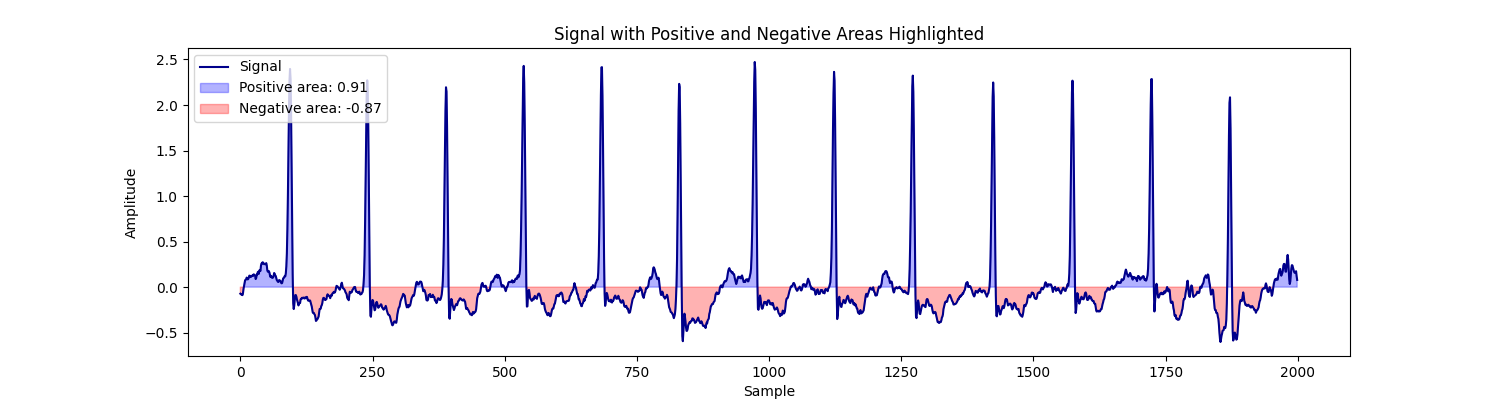 Signal with Positive and Negative Areas Highlighted
Signal
Positive area: 0.91
Negative area: -0.87
Amplitude
2.5
2.0
1.5
1.0
0.5
0.0
−0.5
0 250 500 750 1000 1250 1500 1750 2000
Sample